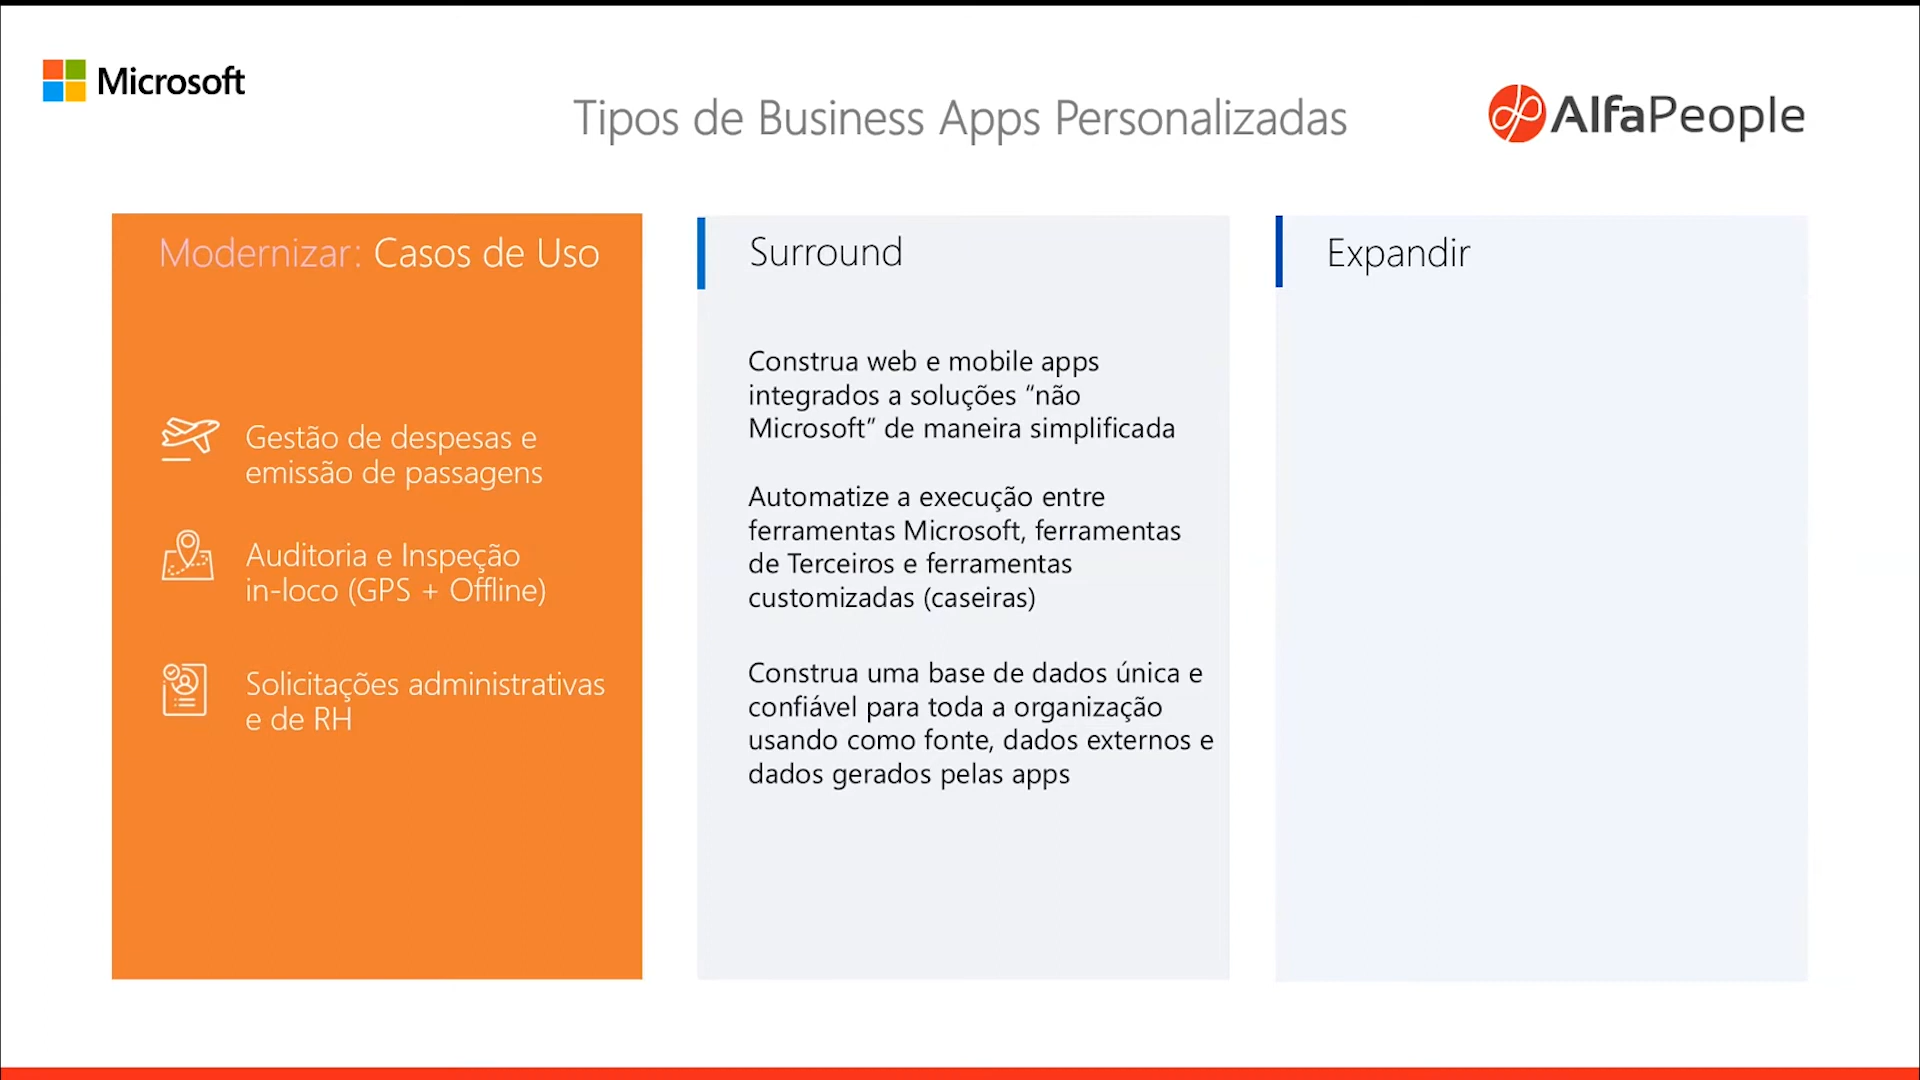 Microsoft
Tipos de Business Apps Personalizadas
AlfaPeople
Modernizar: Casos de Uso
Gestão de despesas e
emissão de passagens
Auditoria e Inspeção
in-loco (GPS + Offline)
Solicitações administrativas
e de RH
Surround
Construa web e mobile apps
integrados a soluções “não
Microsoft” de maneira simplificada
Automatize a execução entre
ferramentas Microsoft, ferramentas
de Terceiros e ferramentas
customizadas (caseiras)
Construa uma base de dados única e
confiável para toda a organização
usando como fonte, dados externos e
dados gerados pelas apps
Expandir